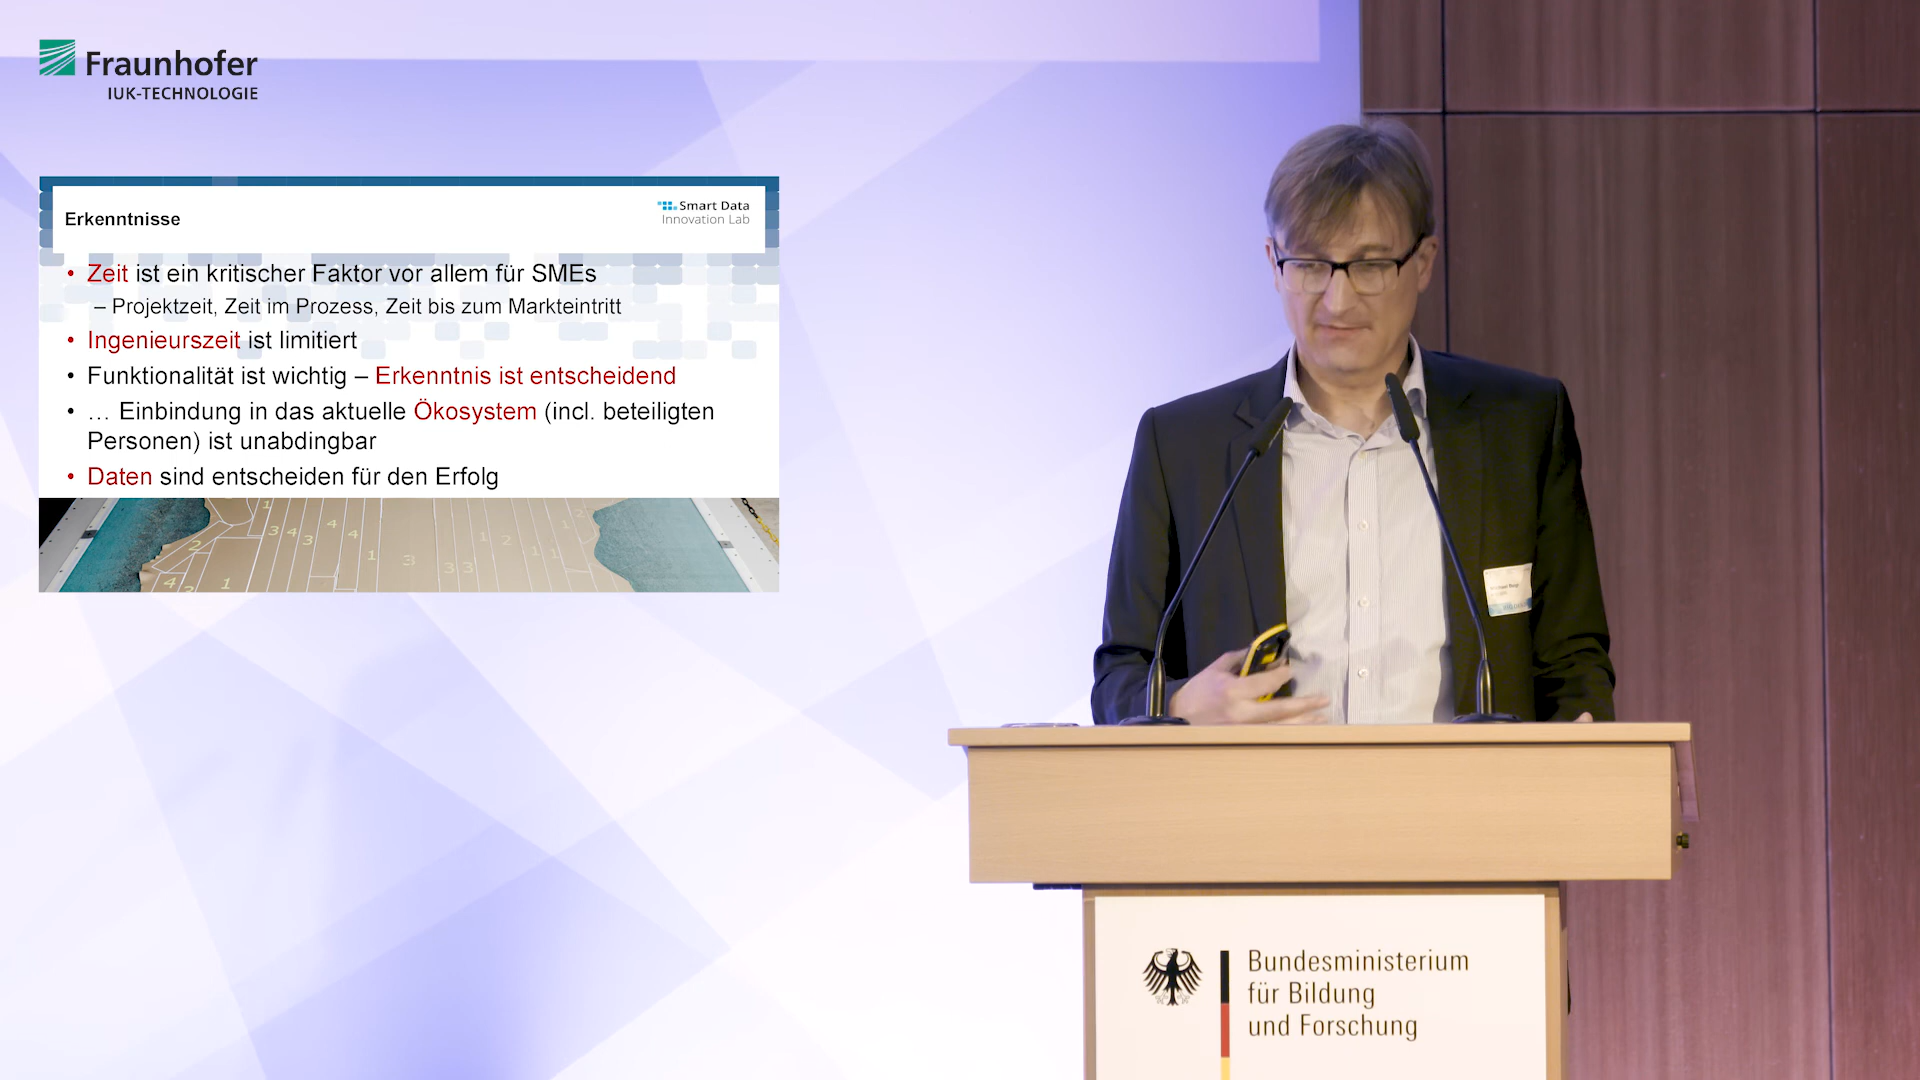 Fraunhofer
IUK-TECHNOLOGIE
Erkenntnisse
Smart Data
Innovation Lab
• Zeit ist ein kritischer Faktor vor allem für SMEs
– Projektzeit, Zeit im Prozess, Zeit bis zum Markteintritt
• Ingenieurszeit ist limitiert
• Funktionalität ist wichtig – Erkenntnis ist entscheidend
• … Einbindung in das aktuelle Ökosystem (incl. beteiligten
Personen) ist unabdingbar
• Daten sind entscheiden für den Erfolg
Bundesministerium
für Bildung
und Forschung